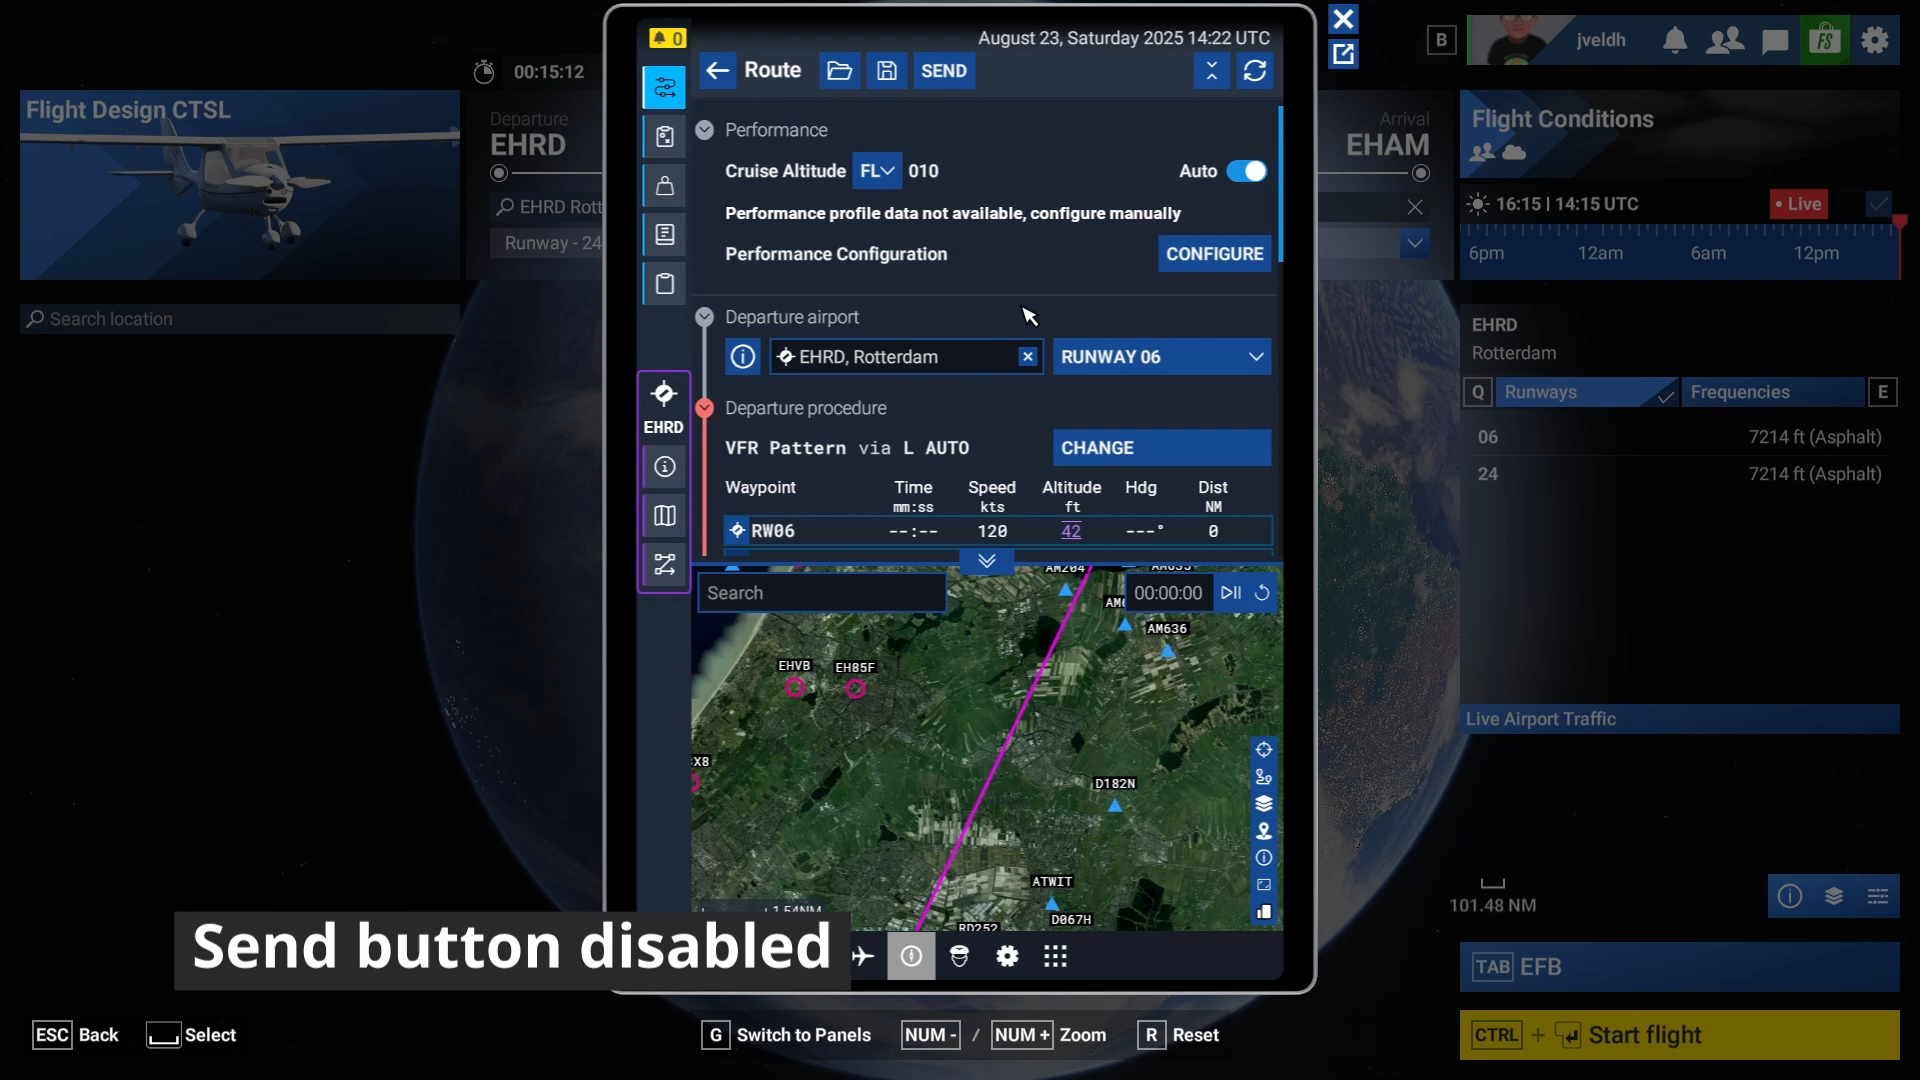 0
August 23, Saturday 2025 14:22 UTC
B
jveldh
FS
00:15:12
Route
SEND
Flight Design CTSL
Departure
EHRD
Arrival
EHAM
Flight Conditions
Performance
Cruise Altitude FL 010
Auto
EHRD Rott
16:15 | 14:15 UTC
• Live
Performance profile data not available, configure manually
Runway - 24
6pm
12am
6am
12pm
Performance Configuration
CONFIGURE
Search location
Departure airport
EHRD
Rotterdam
EHRD, Rotterdam
RUNWAY 06
Q
Runways
Frequencies
E
Departure procedure
EHRD
06
7214 ft (Asphalt)
VFR Pattern via L AUTO
CHANGE
24
7214 ft (Asphalt)
Waypoint Time Speed Altitude Hdg Dist
mm:ss kts ft NM
RW06 --:-- 120 42 ---° 0
AM204
Search
00:00:00
AM636
EHVB
EH85F
Live Airport Traffic
D182N
ATWIT
D067H
RD252
101.48 NM
Send button disabled
TAB EFB
ESC Back
Select
G Switch to Panels
NUM - / NUM + Zoom
R Reset
CTRL + Start flight